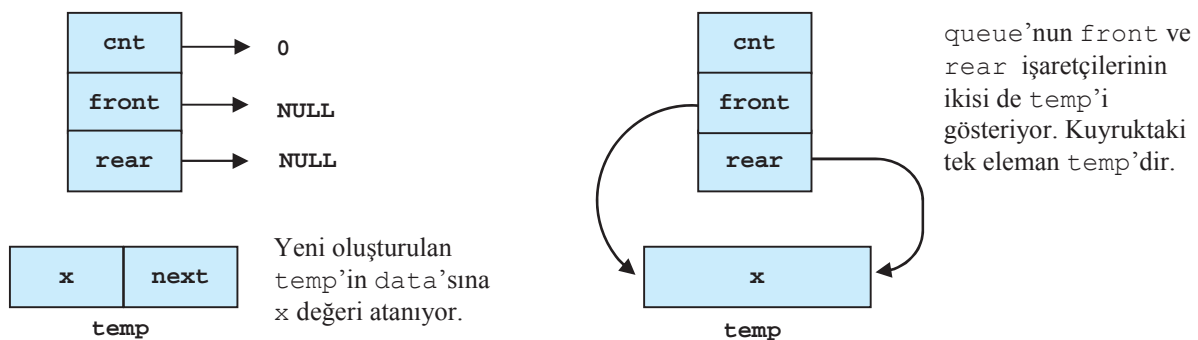 cnt
0
front
NULL
rear
NULL
x next
temp
Yeni oluşturulan
temp’in data’sına
x değeri atanıyor.
cnt
front
rear
x
temp
queue’nun front ve
rear işaretçilerinin
ikisi de temp’i
gösteriyor. Kuyruktaki
tek eleman temp’dir.